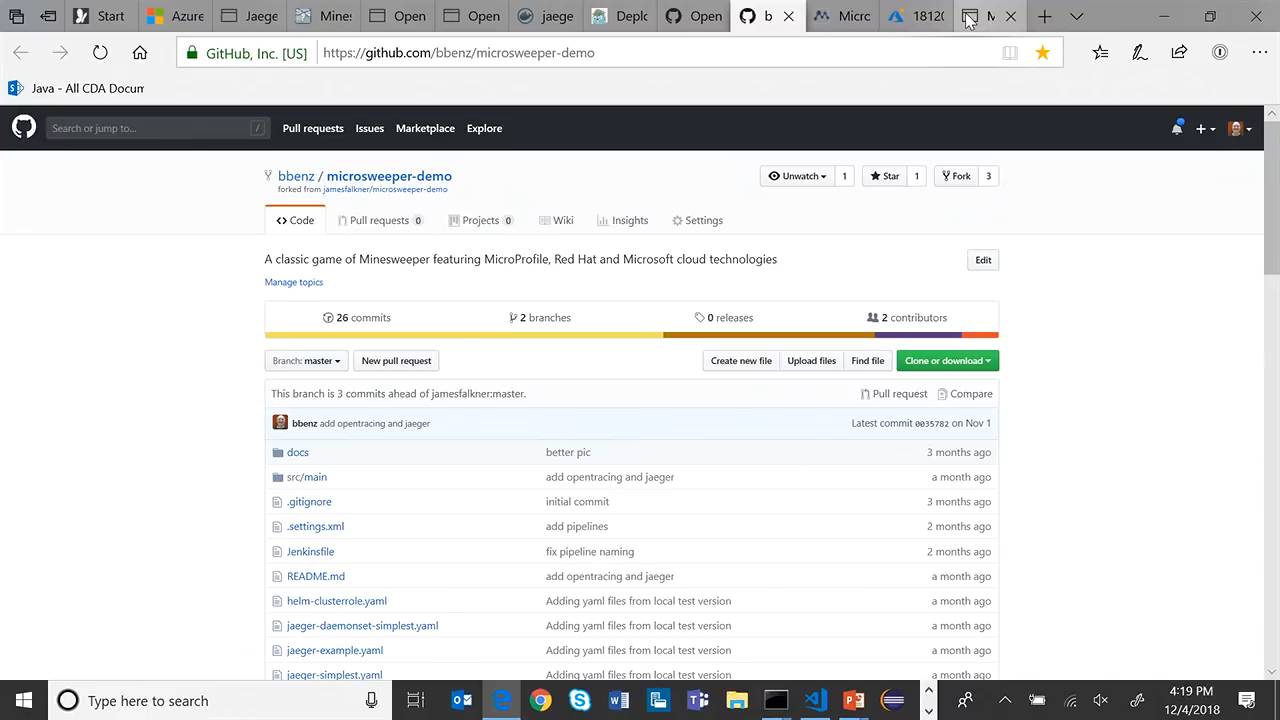 Start
Azure
Jaege
Mines
Open
Open
jaege
Deplo
Open
b
Micrc
18120
M
GitHub, Inc. [US]
https://github.com/bbenz/microsweeper-demo
Java - All CDA Docum
Search or jump to...
/
Pull requests
Issues
Marketplace
Explore
bbenz / microsweeper-demo
Unwatch
1
Star
1
Fork
3
forked from jamesfalkner/microsweeper-demo
<> Code
Pull requests 0
Projects 0
Wiki
Insights
Settings
A classic game of Minesweeper featuring MicroProfile, Red Hat and Microsoft cloud technologies
Edit
Manage topics
26 commits
2 branches
0 releases
2 contributors
Branch: master
New pull request
Create new file
Upload files
Find file
Clone or download
This branch is 3 commits ahead of jamesfalkner:master.
Pull request
Compare
bbenz add opentracing and jaeger
Latest commit 0035782 on Nov 1
docs
better pic
3 months ago
src/main
add opentracing and jaeger
a month ago
.gitignore
initial commit
3 months ago
.settings.xml
add pipelines
2 months ago
Jenkinsfile
fix pipeline naming
2 months ago
README.md
add opentracing and jaeger
a month ago
helm-clusterrole.yaml
Adding yaml files from local test version
a month ago
jaeger-daemonset-simplest.yaml
Adding yaml files from local test version
a month ago
jaeger-example.yaml
Adding yaml files from local test version
a month ago
jaeger-simplest.yaml
Adding yaml files from local test version
a month ago
Type here to search
4:19 PM
12/4/2018